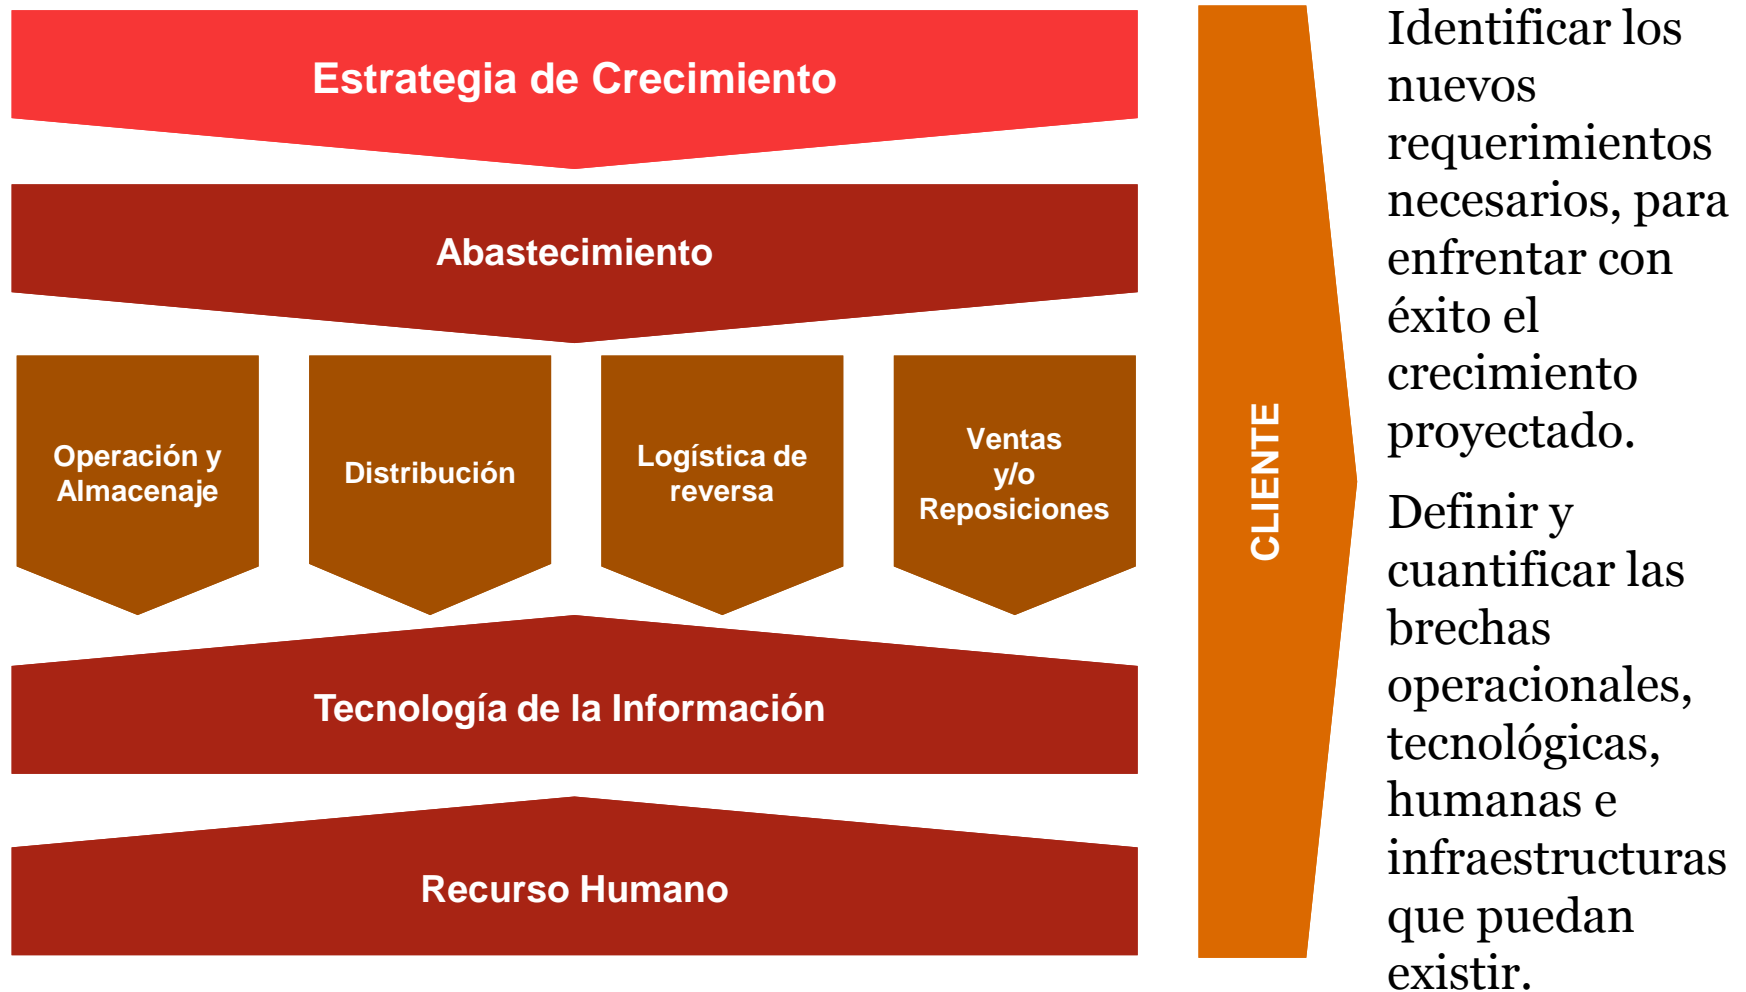 Estrategia de Crecimiento
Abastecimiento
Operación y
Almacenaje
Distribución
Logística de
reversa
Ventas
y/o
Reposiciones
Tecnología de la Información
Recurso Humano
CLIENTE
Identificar los
nuevos
requerimientos
necesarios, para
enfrentar con
éxito el
crecimiento
proyectado.
Definir y
cuantificar las
brechas
operacionales,
tecnológicas,
humanas e
infraestructuras
que puedan
existir.